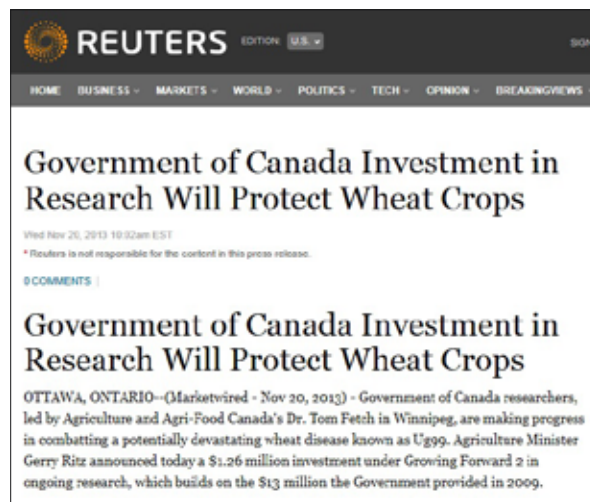 REUTERS EDITION: U.S.
HOME BUSINESS MARKETS WORLD POLITICS TECH OPINION BREAKINGVIEWS
Government of Canada Investment in
Research Will Protect Wheat Crops
Wed Nov 20, 2013 10:02am EST
* Reuters is not responsible for the content in this press release.
0 COMMENTS
Government of Canada Investment in
Research Will Protect Wheat Crops
OTTAWA, ONTARIO--(Marketwired - Nov 20, 2013) - Government of Canada researchers,
led by Agriculture and Agri-Food Canada's Dr. Tom Fetch in Winnipeg, are making progress
in combatting a potentially devastating wheat disease known as Ug99. Agriculture Minister
Gerry Ritz announced today a $1.26 million investment under Growing Forward 2 in
ongoing research, which builds on the $13 million the Government provided in 2009.